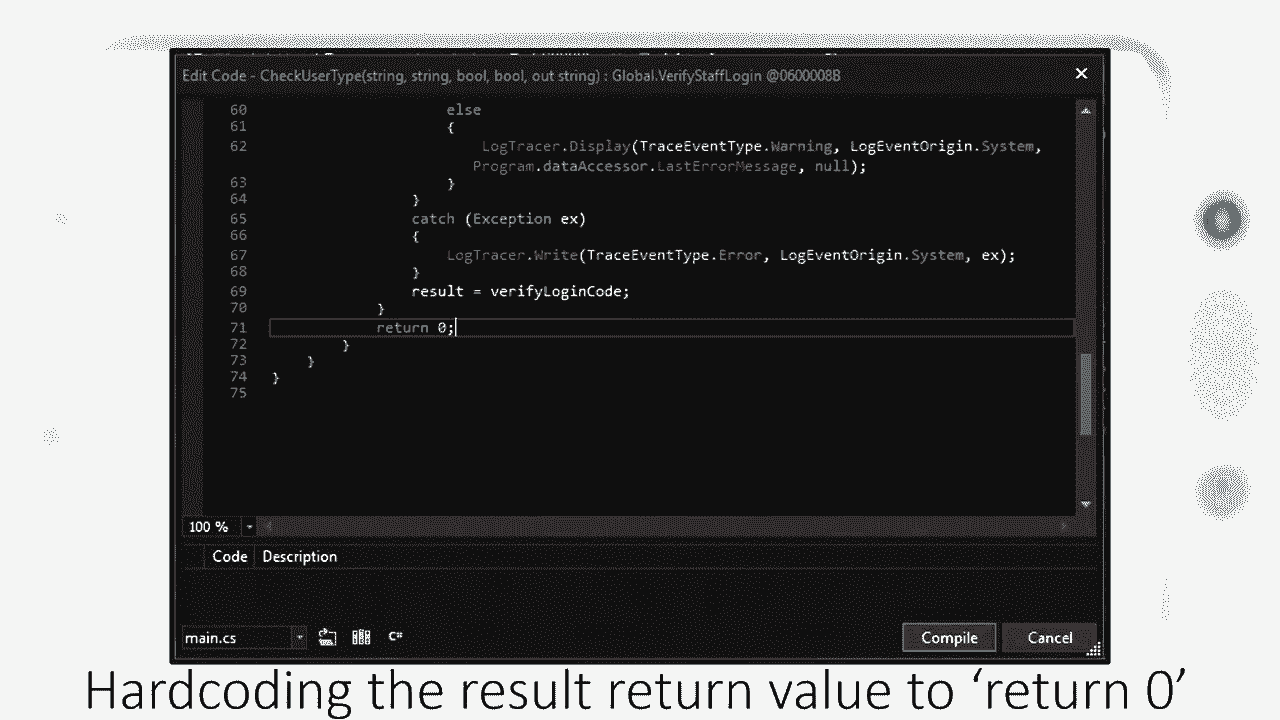 Edit Code - CheckUserType(string, string, bool, bool, out string) : Global.VerifyStaffLogin @0600008B
60 else
61 {
62 LogTracer.Display(TraceEventType.Warning, LogEventOrigin.System,
Program.dataAccessor.LastErrorMessage, null);
63 }
64 }
65 catch (Exception ex)
66 {
67 LogTracer.Write(TraceEventType.Error, LogEventOrigin.System, ex);
68 }
69 result = verifyLoginCode;
70 }
71 return 0;
72 }
73 }
74 }
75
100 %
Code Description
main.cs C# Compile Cancel
Hardcoding the result return value to ‘return 0’